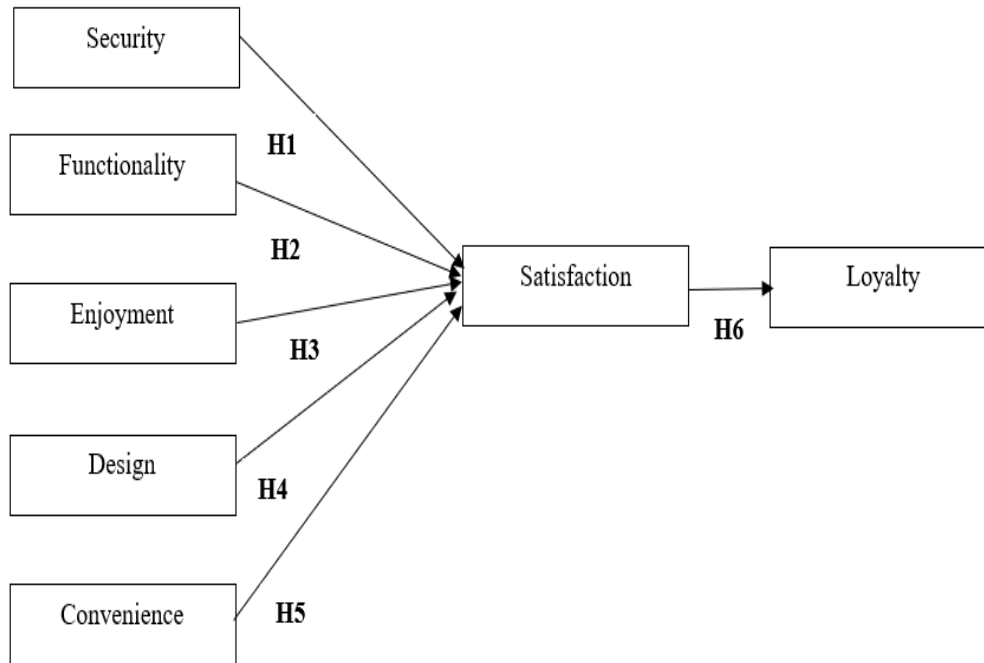 Security
H1
Functionality
H2
Enjoyment
H3
Satisfaction
H6
Loyalty
Design
H4
Convenience
H5